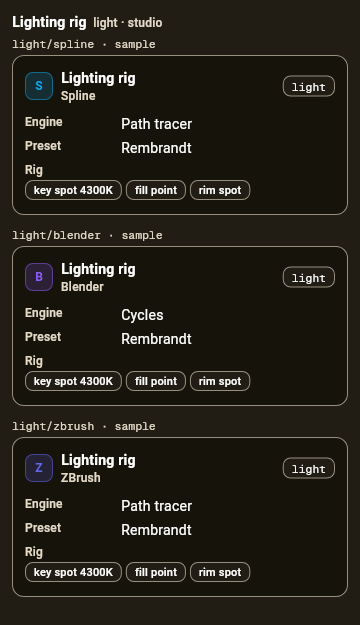 Lighting rig light · studio
light/spline · sample
S Lighting rig light
Spline
Engine Path tracer
Preset Rembrandt
Rig
key spot 4300K fill point rim spot
light/blender · sample
B Lighting rig light
Blender
Engine Cycles
Preset Rembrandt
Rig
key spot 4300K fill point rim spot
light/zbrush · sample
Z Lighting rig light
ZBrush
Engine Path tracer
Preset Rembrandt
Rig
key spot 4300K fill point rim spot